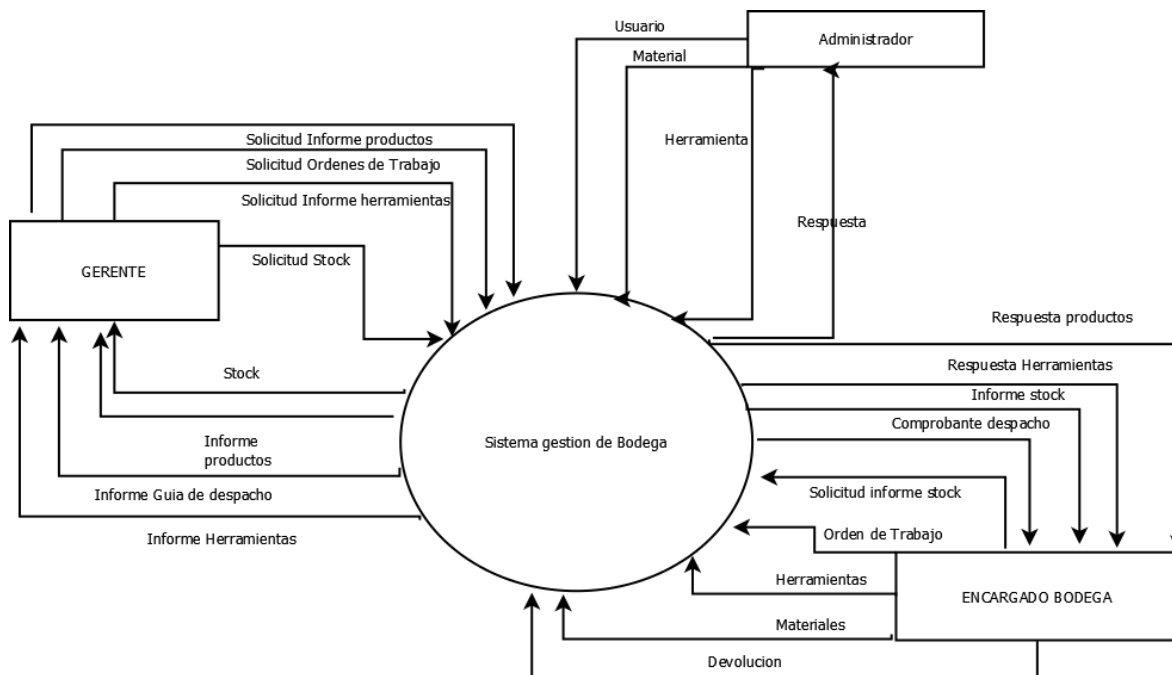 Usuario
Administrador
Material
Solicitud Informe productos
Herramienta
Solicitud Ordenes de Trabajo
Solicitud Informe herramientas
Respuesta
Solicitud Stock
GERENTE
Respuesta productos
Stock
Respuesta Herramientas
Informe stock
Comprobante despacho
Informe
productos
Sistema gestion de Bodega
Informe Guia de despacho
Solicitud informe stock
Informe Herramientas
Orden de Trabajo
Herramientas
ENCARGADO BODEGA
Materiales
Devolucion